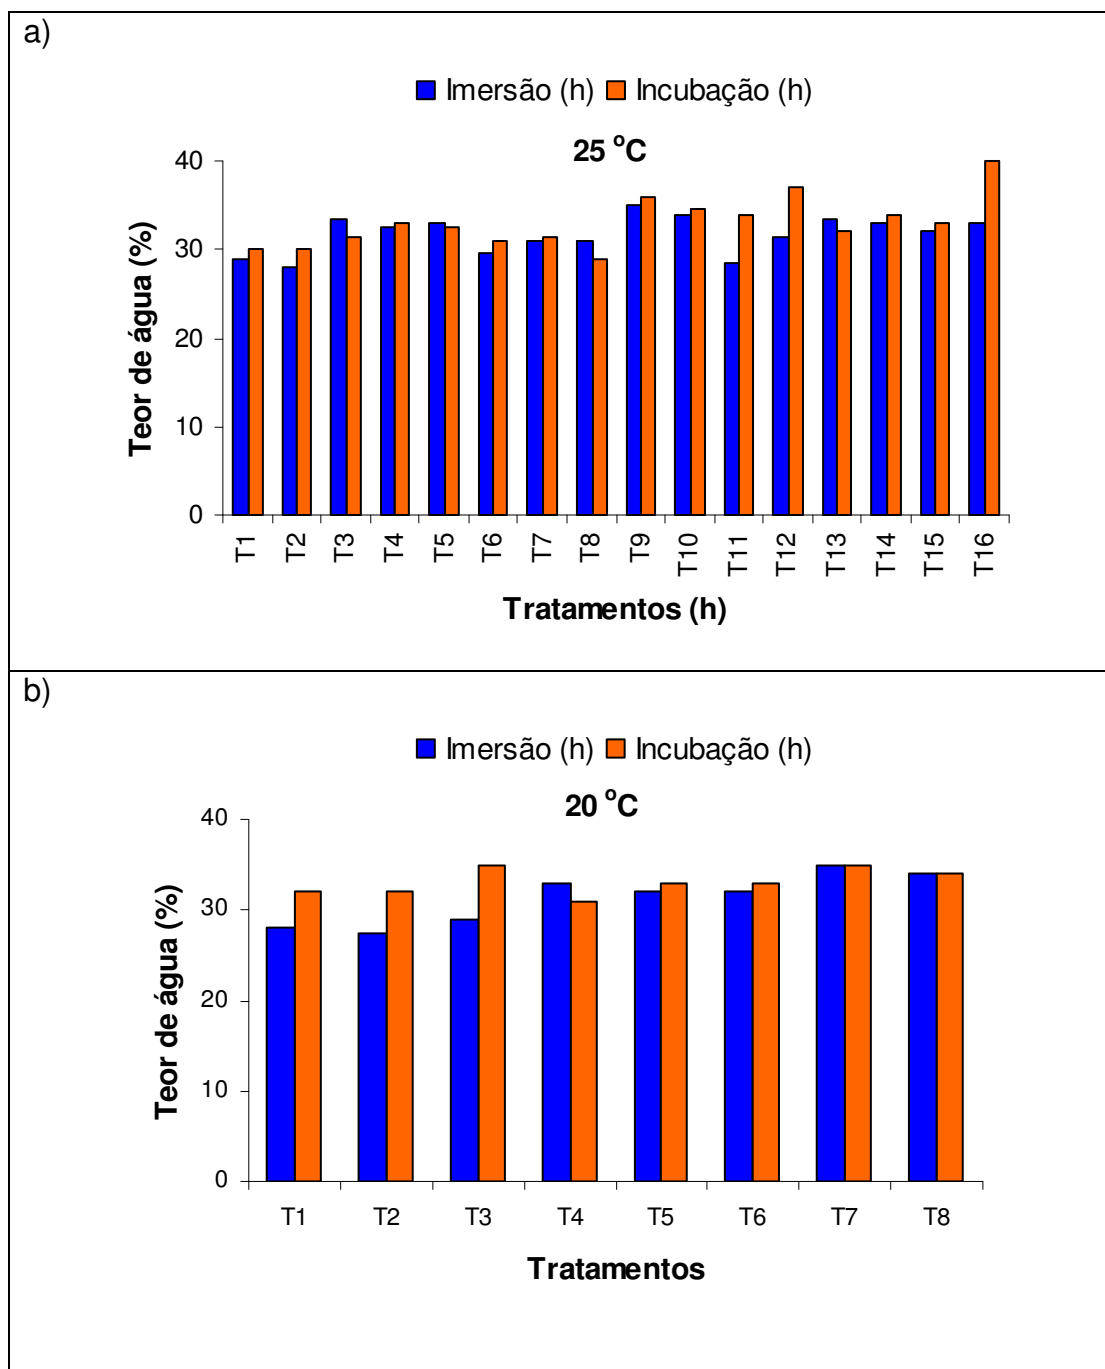 a)
Imersão (h) Incubação (h)
25 °C
40
30
20
10
0
Teor de água (%)
T1 T2 T3 T4 T5 T6 T7 T8 T9 T10 T11 T12 T13 T14 T15 T16
Tratamentos (h)
b)
Imersão (h) Incubação (h)
20 °C
40
30
20
10
0
Teor de água (%)
T1 T2 T3 T4 T5 T6 T7 T8
Tratamentos